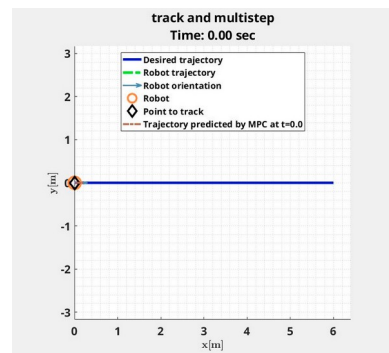 track and multistep
Time: 0.00 sec
Desired trajectory
Robot trajectory
Robot orientation
Robot
Point to track
Trajectory predicted by MPC at t=0.0
3
2
1
0
-1
-2
-3
y[m]
0 1 2 3 4 5 6
x[m]